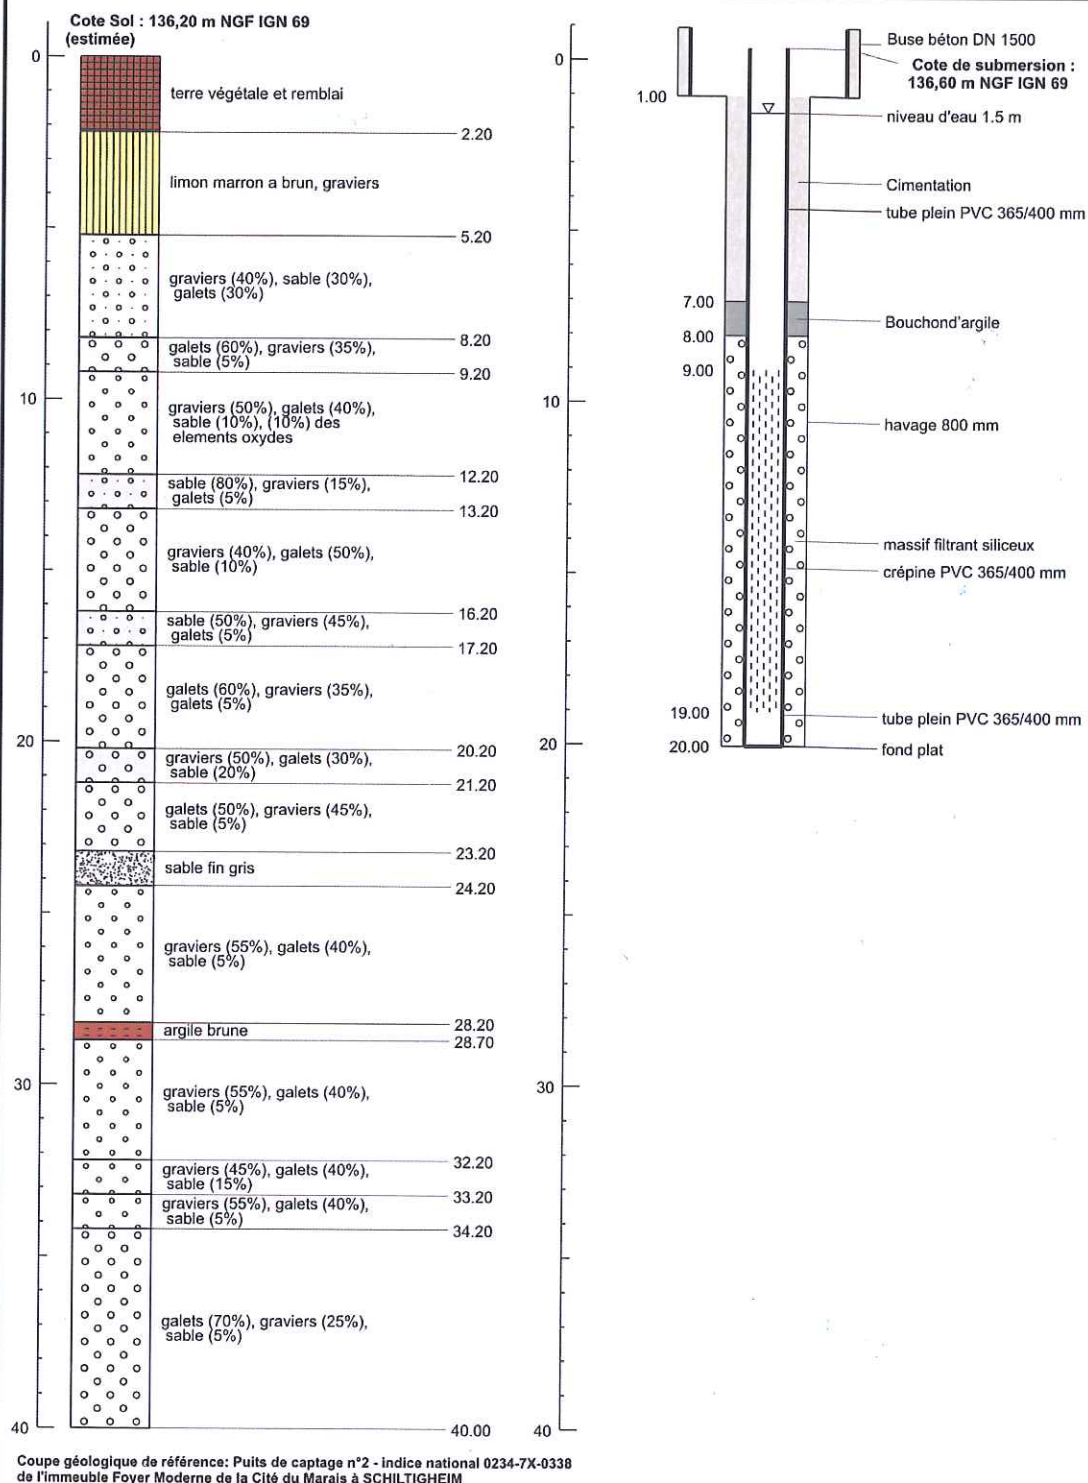 Cote Sol : 136,20 m NGF IGN 69
(estimée)
0
terre végétale et remblai
2.20
limon marron a brun, graviers
5.20
graviers (40%), sable (30%),
galets (30%)
8.20
galets (60%), graviers (35%),
sable (5%)
9.20
10
graviers (50%), galets (40%),
sable (10%), (10%) des
elements oxydes
12.20
sable (80%), graviers (15%),
galets (5%)
13.20
graviers (40%), galets (50%),
sable (10%)
16.20
sable (50%), graviers (45%),
galets (5%)
17.20
galets (60%), graviers (35%),
galets (5%)
20
20.20
graviers (50%), galets (30%),
sable (20%)
21.20
galets (50%), graviers (45%),
sable (5%)
23.20
sable fin gris
24.20
graviers (55%), galets (40%),
sable (5%)
28.20
argile brune
28.70
30
graviers (55%), galets (40%),
sable (5%)
32.20
graviers (45%), galets (40%),
sable (15%)
33.20
graviers (55%), galets (40%),
sable (5%)
34.20
galets (70%), graviers (25%),
sable (5%)
40
40.00
0
Buse béton DN 1500
Cote de submersion :
136,60 m NGF IGN 69
1.00
niveau d'eau 1.5 m
Cimentation
tube plein PVC 365/400 mm
7.00
Bouchond'argile
8.00
9.00
10
havage 800 mm
massif filtrant siliceux
crépine PVC 365/400 mm
19.00
tube plein PVC 365/400 mm
20
20.00
fond plat
30
40
Coupe géologique de référence: Puits de captage n°2 - indice national 0234-7X-0338
de l'immeuble Foyer Moderne de la Cité du Marais à SCHILTIGHEIM